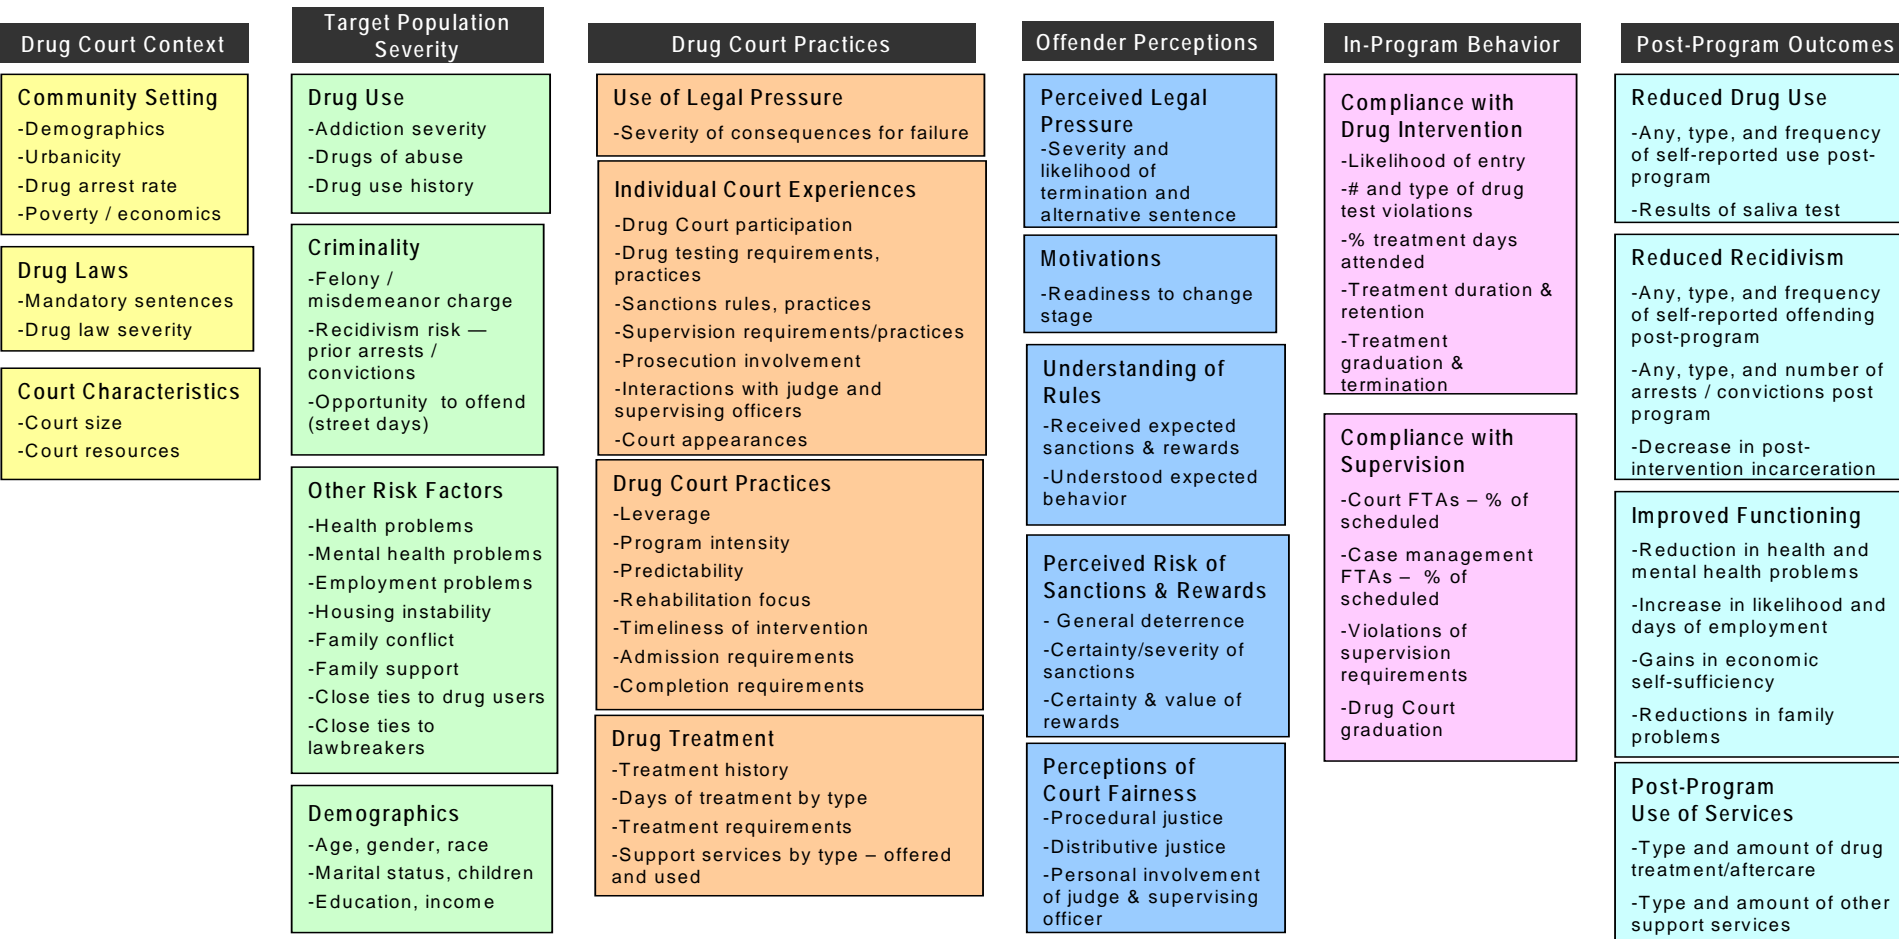 Drug Court Context
Community Setting
-Demographics
-Urbanicity
-Drug arrest rate
-Poverty / economics
Drug Laws
-Mandatory sentences
-Drug law severity
Court Characteristics
-Court size
-Court resources
Target Population
Severity
Drug Use
-Addiction severity
-Drugs of abuse
-Drug use history
Criminality
-Felony /
misdemeanor charge
-Recidivism risk —
prior arrests /
convictions
-Opportunity to offend
(street days)
Other Risk Factors
-Health problems
-Mental health problems
-Employment problems
-Housing instability
-Family conflict
-Family support
-Close ties to drug users
-Close ties to
lawbreakers
Demographics
-Age, gender, race
-Marital status, children
-Education, income
Drug Court Practices
Use of Legal Pressure
-Severity of consequences for failure
Individual Court Experiences
-Drug Court participation
-Drug testing requirements,
practices
-Sanctions rules, practices
-Supervision requirements/practices
-Prosecution involvement
-Interactions with judge and
supervising officers
-Court appearances
Drug Court Practices
-Leverage
-Program intensity
-Predictability
-Rehabilitation focus
-Timeliness of intervention
-Admission requirements
-Completion requirements
Drug Treatment
-Treatment history
-Days of treatment by type
-Treatment requirements
-Support services by type – offered
and used
Offender Perceptions
Perceived Legal
Pressure
-Severity and
likelihood of
termination and
alternative sentence
Motivations
-Readiness to change
stage
Understanding of
Rules
-Received expected
sanctions & rewards
-Understood expected
behavior
Perceived Risk of
Sanctions & Rewards
- General deterrence
-Certainty/severity of
sanctions
-Certainty & value of
rewards
Perceptions of
Court Fairness
-Procedural justice
-Distributive justice
-Personal involvement
of judge & supervising
officer
In-Program Behavior
Compliance with
Drug Intervention
-Likelihood of entry
-# and type of drug
test violations
-% treatment days
attended
-Treatment duration &
retention
-Treatment
graduation &
termination
Compliance with
Supervision
-Court FTAs – % of
scheduled
-Case management
FTAs – % of
scheduled
-Violations of
supervision
requirements
-Drug Court
graduation
Post-Program Outcomes
Reduced Drug Use
-Any, type, and frequency
of self-reported use post-
program
-Results of saliva test
Reduced Recidivism
-Any, type, and frequency
of self-reported offending
post-program
-Any, type, and number of
arrests / convictions post
program
-Decrease in post-
intervention incarceration
Improved Functioning
-Reduction in health and
mental health problems
-Increase in likelihood and
days of employment
-Gains in economic
self-sufficiency
-Reductions in family
problems
Post-Program
Use of Services
-Type and amount of drug
treatment/aftercare
-Type and amount of other
support services